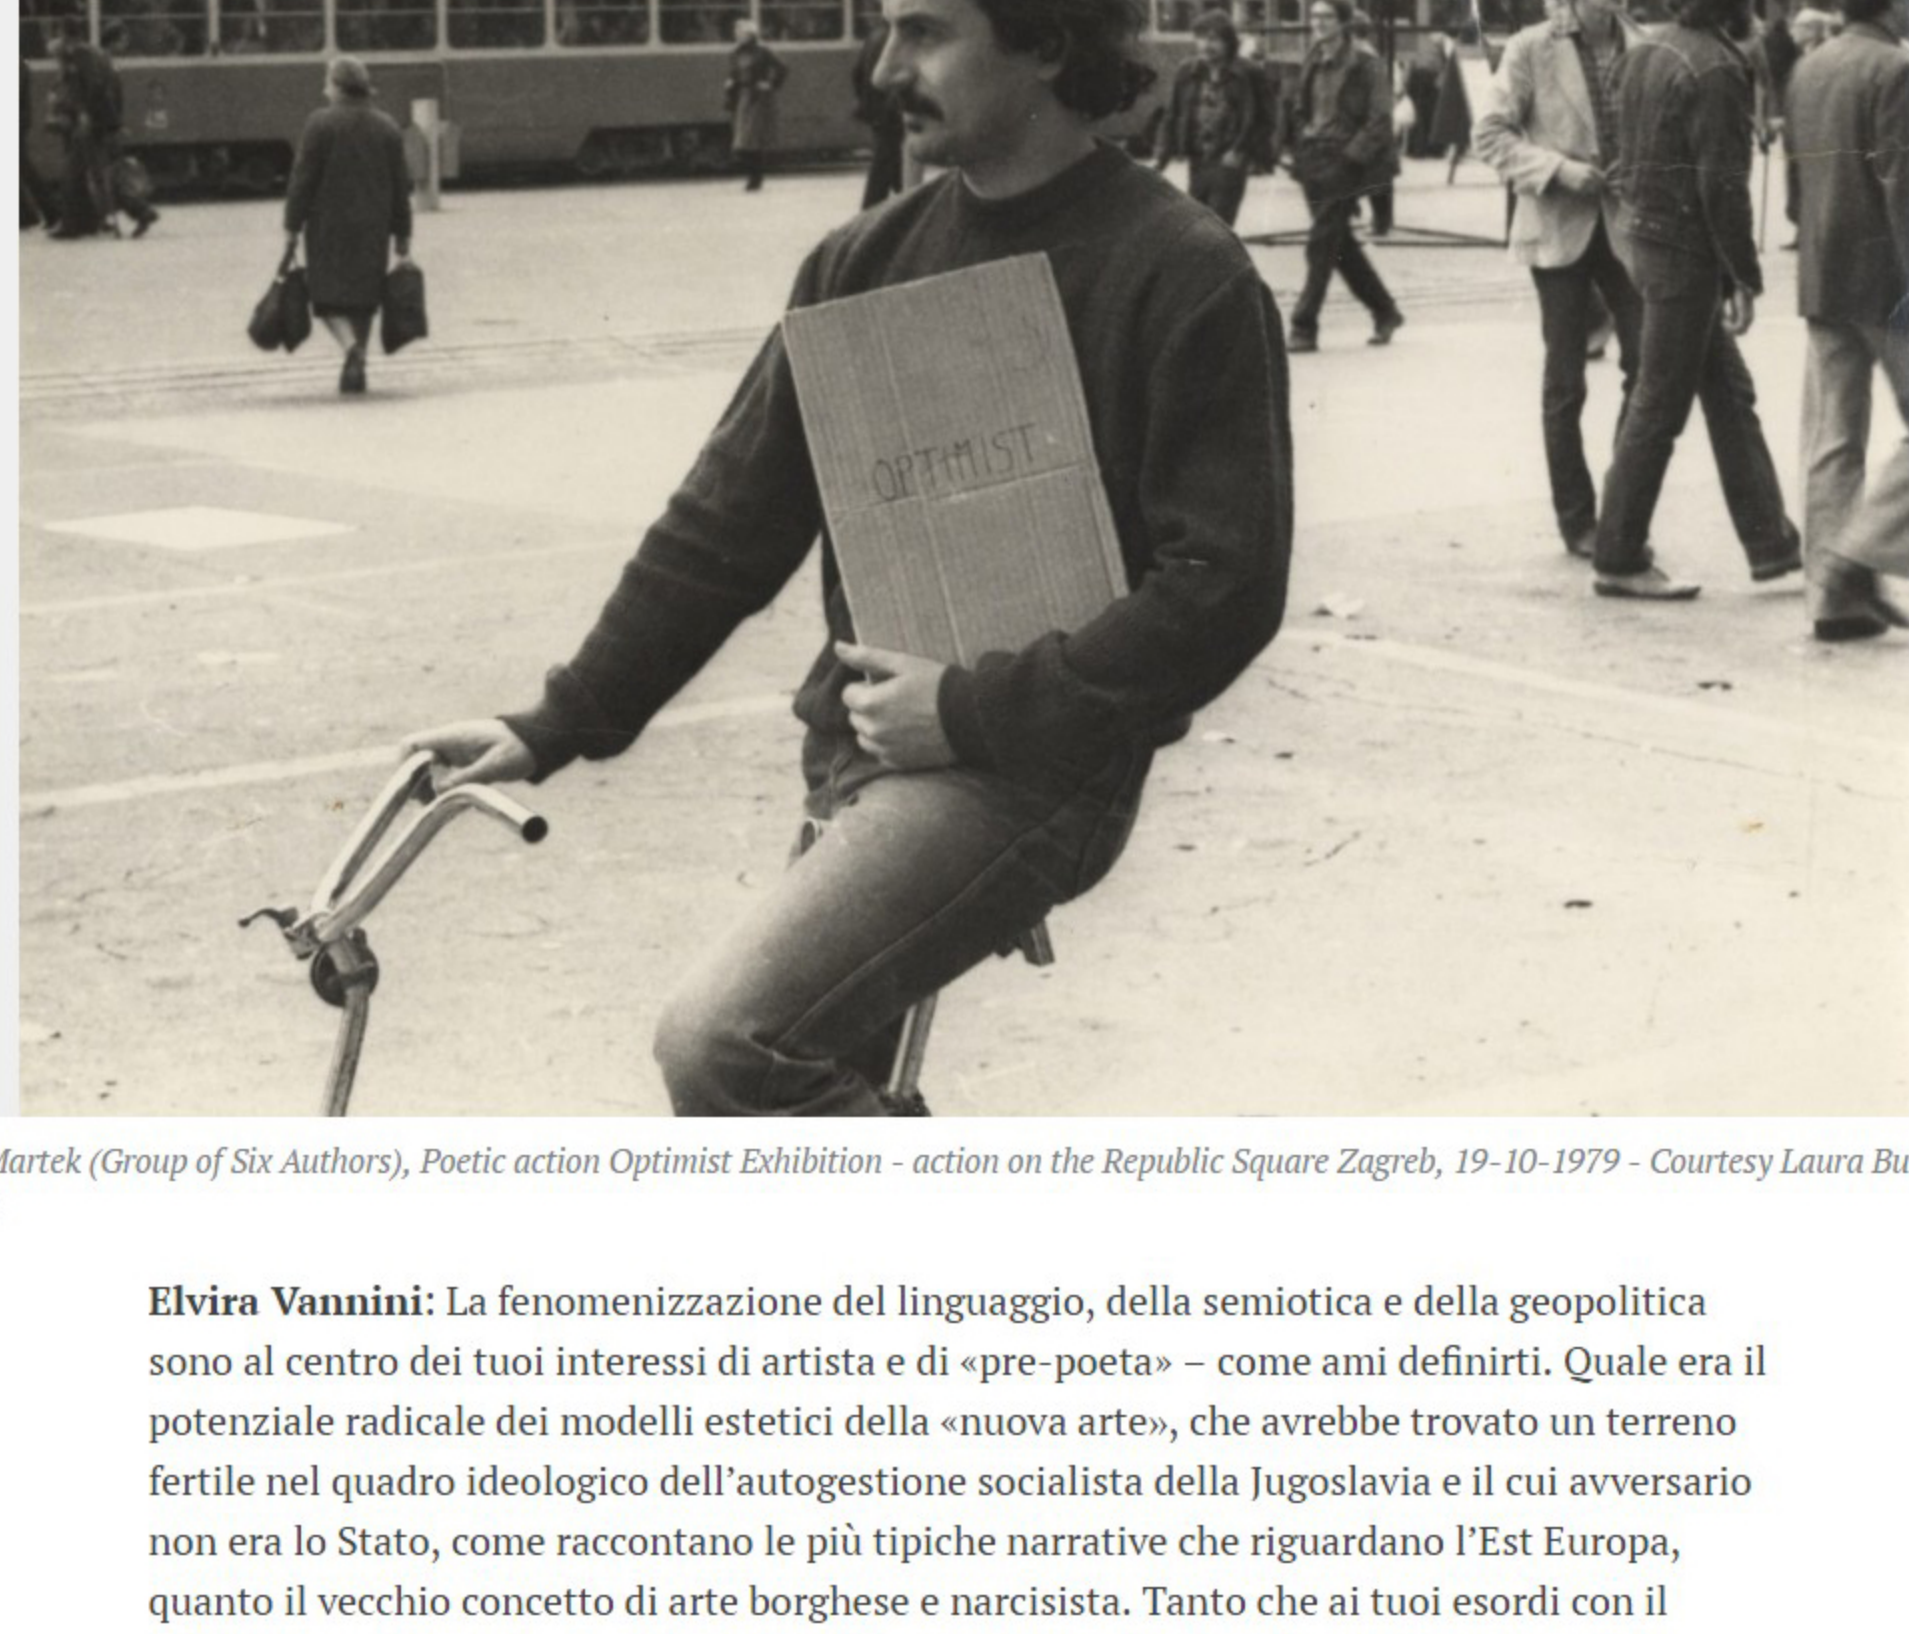 OPTIMIST
Martek (Group of Six Authors), Poetic action Optimist Exhibition - action on the Republic Square Zagreb, 19-10-1979 - Courtesy Laura Bu
Elvira Vannini: La fenomenizzazione del linguaggio, della semiotica e della geopolitica
sono al centro dei tuoi interessi di artista e di «pre-poeta» – come ami definirti. Quale era il
potenziale radicale dei modelli estetici della «nuova arte», che avrebbe trovato un terreno
fertile nel quadro ideologico dell’autogestione socialista della Jugoslavia e il cui avversario
non era lo Stato, come raccontano le più tipiche narrative che riguardano l’Est Europa,
quanto il vecchio concetto di arte borghese e narcisista. Tanto che ai tuoi esordi con il